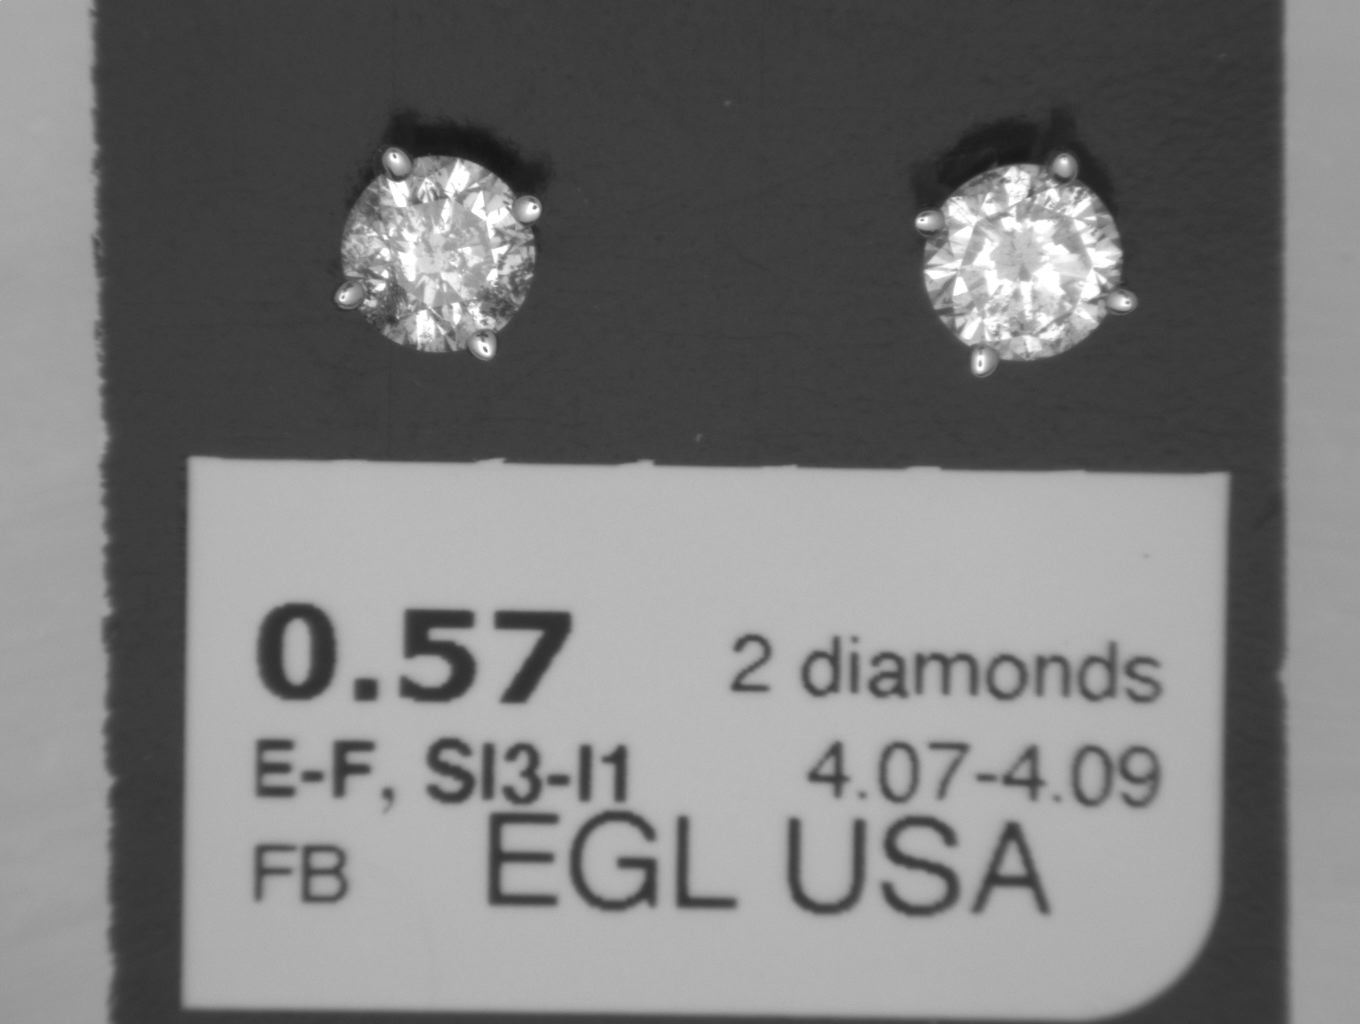 0.57 2 diamonds
E-F, SI3-I1 4.07-4.09
FB EGL USA